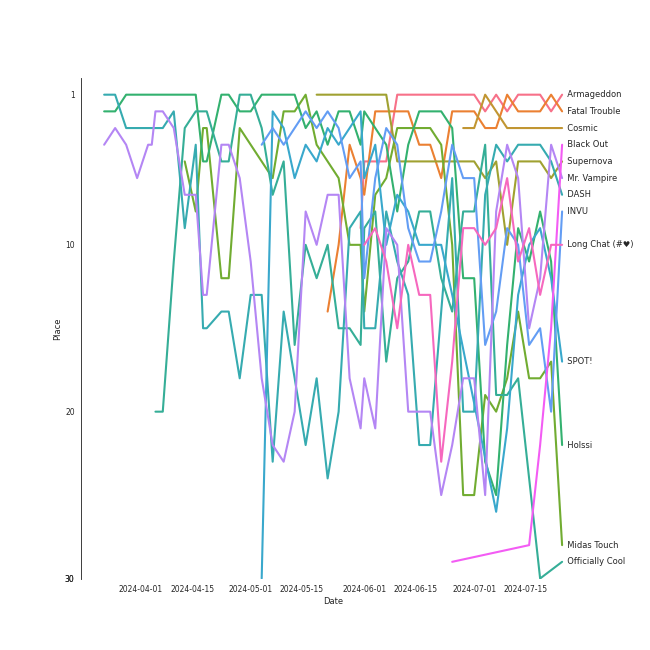 1
10
20
30
Place
2024-04-01
2024-04-15
2024-05-01
2024-05-15
2024-06-01
2024-06-15
2024-07-01
2024-07-15
Date
Armageddon
Fatal Trouble
Cosmic
Black Out
Supernova
Mr. Vampire
DASH
INVU
Long Chat (#♥)
SPOT!
Holssi
Midas Touch
Officially Cool